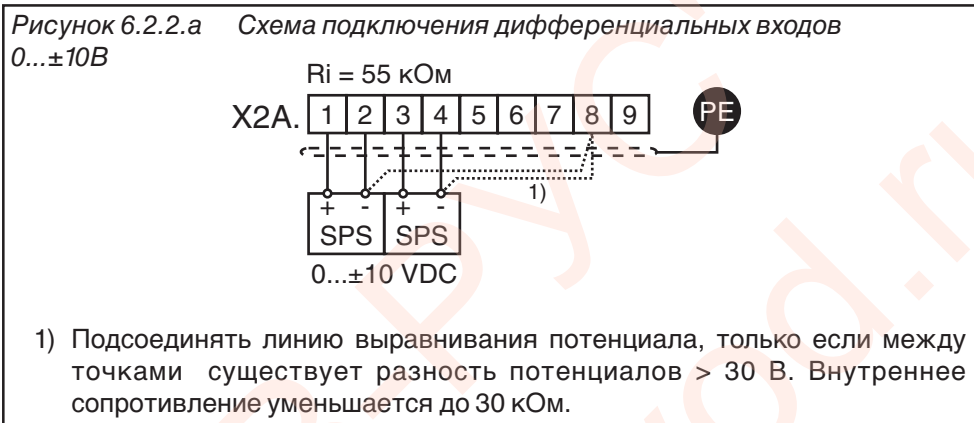 Рисунок 6.2.2.a Схема подключения дифференциальных входов
0...±10В
Ri = 55 кОм
X2A. 1 2 3 4 5 6 7 8 9 PE
1)
+ - + -
SPS SPS
0...±10 VDC
1) Подсоединять линию выравнивания потенциала, только если между
точками существует разность потенциалов > 30 В. Внутреннее
сопротивление уменьшается до 30 кОм.